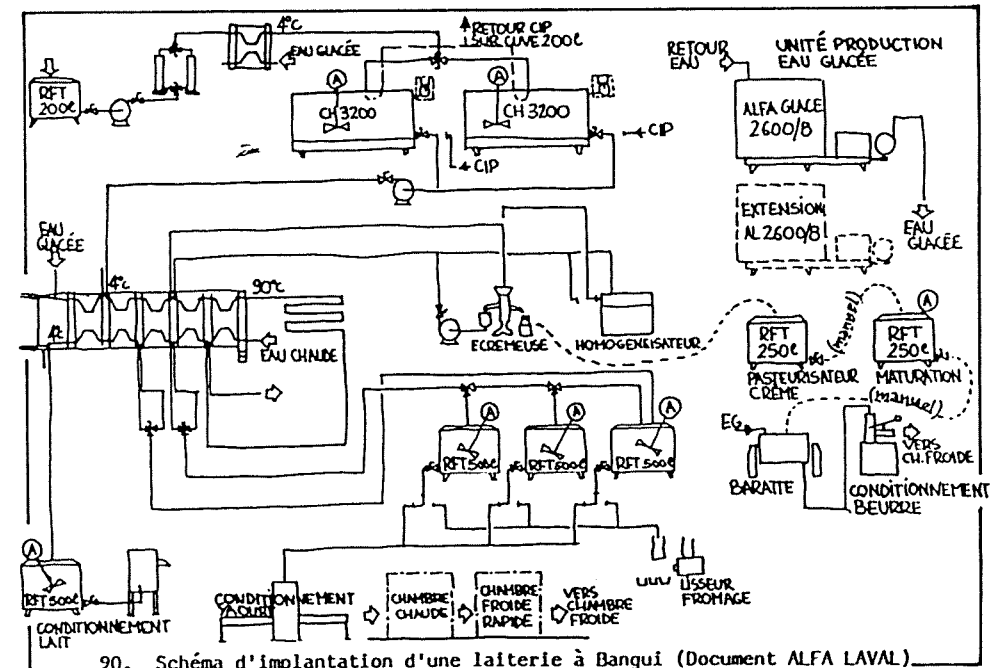 4°C
RETOUR CIP
SUR CUVE 200ℓ
EAU GLACÉE
RFT
200ℓ
A
CH 3200
A
CH 3200
CIP
CIP
RETOUR
EAU
UNITÉ PRODUCTION
EAU GLACÉE
ALFA GLACE
2600/B
EXTENSION
AL 2600/B
EAU
GLACÉE
EAU
GLACÉE
4°C
90°C
4°C
EAU CHAUDE
ECREMEUSE
HOMOGENEISATEUR
(manuel)
A
RFT
250ℓ
RFT
250ℓ
PASTEURISATEUR
CRÈME
MATURATION
(manuel)
EG
BARATTE
VERS
CH. FROIDE
CONDITIONNEMENT
BEURRE
A
A
A
RFT 500ℓ
RFT 500ℓ
RFT 500ℓ
A
RFT 500ℓ
CONDITIONNEMENT
LAIT
CONDITIONNEMENT
YAOURT
CHAMBRE
CHAUDE
CHAMBRE
FROIDE
RAPIDE
VERS
CHAMBRE
FROIDE
LISSEUR
FROMAGE
90. Schéma d'implantation d'une laiterie à Bangui (Document ALFA LAVAL)